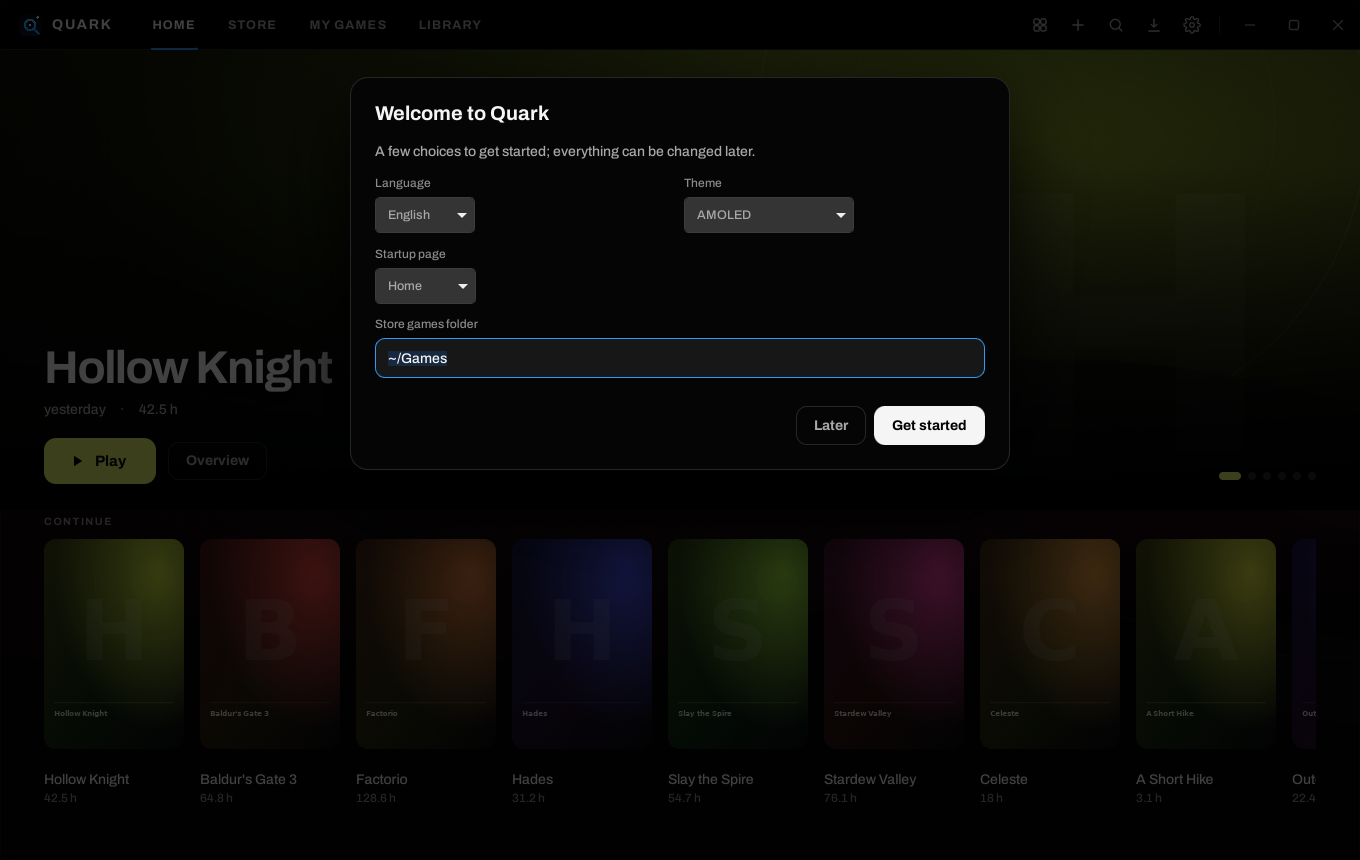 QUARK HOME STORE MY GAMES LIBRARY
Welcome to Quark
A few choices to get started; everything can be changed later.
Language Theme
English AMOLED
Startup page
Home
Store games folder
~/Games
Later Get started
Hollow Knight
yesterday · 42.5 h
Play Overview
CONTINUE
H B F H S S C A
Hollow Knight Baldur's Gate 3 Factorio Hades Slay the Spire Stardew Valley Celeste A Short Hike Out
Hollow Knight Baldur's Gate 3 Factorio Hades Slay the Spire Stardew Valley Celeste A Short Hike Oute
42.5 h 64.8 h 128.6 h 31.2 h 54.7 h 76.1 h 18 h 3.1 h 22.4